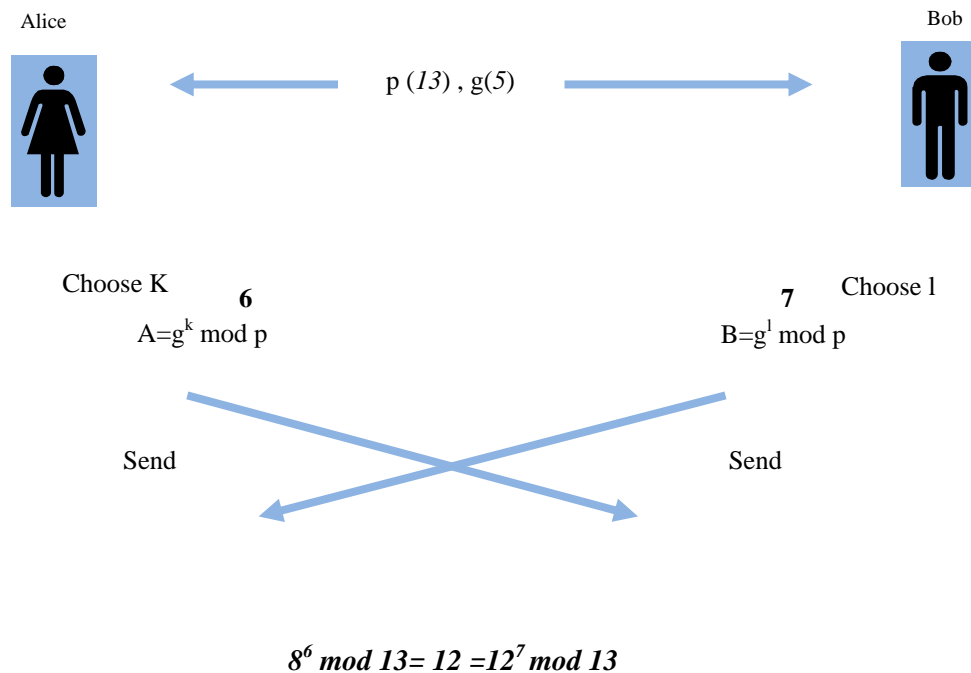 Alice
Bob
p (13) , g(5)
Choose K
6
7
Choose l
A=g^k mod p
B=g^l mod p
Send
Send
8^6 mod 13= 12 =12^7 mod 13